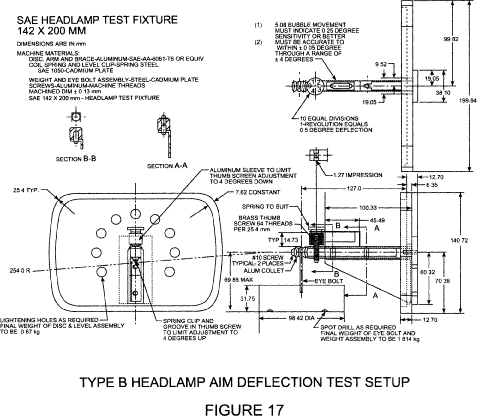 SAE HEADLAMP TEST FIXTURE
142 X 200 MM
DIMENSIONS ARE IN mm
MACHINE MATERIALS:
DISC, ARM AND BRACE-ALUMINUM-SAE-AA-6061-T5 OR EQUIV
COIL SPRING AND LEVEL CLIP-SPRING STEEL
SAE 1050-CADMIUM PLATE
WEIGHT AND EYE BOLT ASSEMBLY-STEEL-CADMIUM PLATE
SCREWS-ALUMINUM-MACHINE THREADS
MACHINED DIM ± 0.13 mm
SAE 142 X 200 mm - HEADLAMP TEST FIXTURE
(1) 5.08 BUBBLE MOVEMENT
MUST INDICATE 0 25 DEGREE
SENSITIVITY OR BETTER
(2) MUST BE ACCURATE TO
WITHIN ± 0 05 DEGREE
THROUGH A RANGE OF
± 4 DEGREES
99 82
9 52
19.05
38 10
19.05
199.64
10 EQUAL DIVISIONS
1-REVOLUTION EQUALS
0 5 DEGREE DEFLECTION
SECTION B-B
SECTION A-A
ALUMINUM SLEEVE TO LIMIT
THUMB SCREEN ADJUSTMENT
TO 4 DEGREES DOWN
1.27 IMPRESSION
12.70
6 35
127.0
25 4 TYP.
7.62 CONSTANT
100.33
SPRING TO SUIT
B
A
45.49
BRASS THUMB
SCREW 64 THREADS
PER 25.4 mm
TYP
14.73
140 72
#10 SCREW
TYPICAL- 2 PLACES
ALUM COLLET
B
254.0 R
69 85 MAX
EYE BOLT
60 32
70 36
31.75
A
98 42 DIA
12 70
LIGHTENING HOLES AS REQUIRED
FINAL WEIGHT OF DISC & LEVEL ASSEMBLY
TO BE 0 67 kg
SPRING CLIP AND
GROOVE IN THUMB SCREW
TO LIMIT ADJUSTMENT TO
4 DEGREES UP
SPOT DRILL AS REQUIRED
FINAL WEIGHT OF EYE BOLT AND
WEIGHT ASSEMBLY TO BE 1 814 kg
TYPE B HEADLAMP AIM DEFLECTION TEST SETUP
FIGURE 17